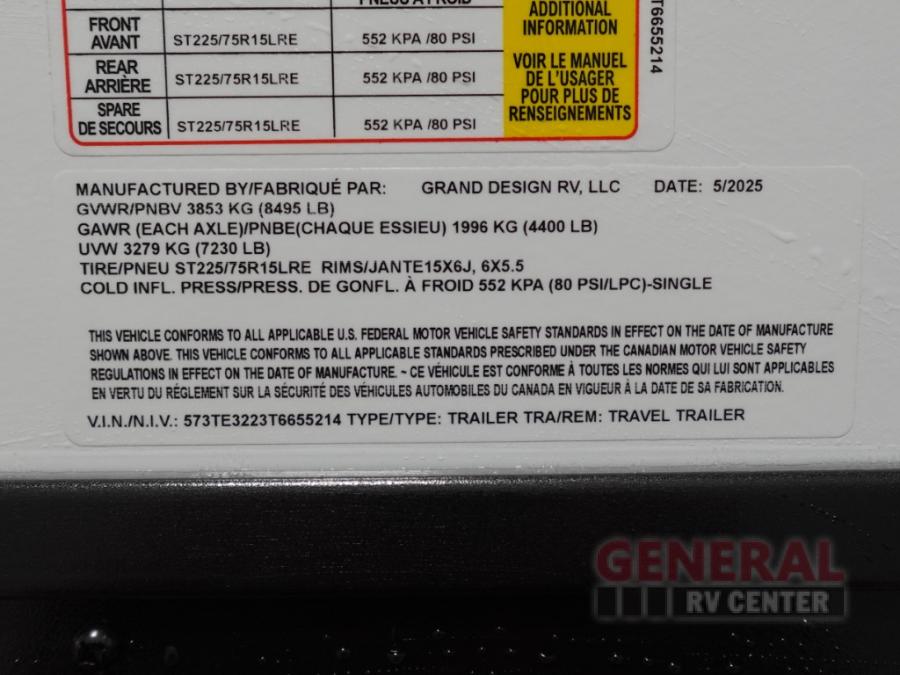 PNEUS À FROID
FRONT
AVANT
ST225/75R15LRE
552 KPA /80 PSI
REAR
ARRIÈRE
ST225/75R15LRE
552 KPA /80 PSI
SPARE
DE SECOURS
ST225/75R15LRE
552 KPA /80 PSI
ADDITIONAL
INFORMATION
VOIR LE MANUEL
DE L'USAGER
POUR PLUS DE
RENSEIGNEMENTS
T6655214
MANUFACTURED BY/FABRIQUÉ PAR: GRAND DESIGN RV, LLC DATE: 5/2025
GVWR/PNBV 3853 KG (8495 LB)
GAWR (EACH AXLE)/PNBE(CHAQUE ESSIEU) 1996 KG (4400 LB)
UVW 3279 KG (7230 LB)
TIRE/PNEU ST225/75R15LRE RIMS/JANTE15X6J, 6X5.5
COLD INFL. PRESS/PRESS. DE GONFL. À FROID 552 KPA (80 PSI/LPC)-SINGLE
THIS VEHICLE CONFORMS TO ALL APPLICABLE U.S. FEDERAL MOTOR VEHICLE SAFETY STANDARDS IN EFFECT ON THE DATE OF MANUFACTURE
SHOWN ABOVE. THIS VEHICLE CONFORMS TO ALL APPLICABLE STANDARDS PRESCRIBED UNDER THE CANADIAN MOTOR VEHICLE SAFETY
REGULATIONS IN EFFECT ON THE DATE OF MANUFACTURE. ~ CE VÉHICULE EST CONFORME À TOUTES LES NORMES QUI LUI SONT APPLICABLES
EN VERTU DU RÉGLEMENT SUR LA SÉCURITÉ DES VÉHICULES AUTOMOBILES DU CANADA EN VIGUEUR À LA DATE DE SA FABRICATION.
V.I.N./N.I.V.: 573TE3223T6655214 TYPE/TYPE: TRAILER TRA/REM: TRAVEL TRAILER
GENERAL
RV CENTER